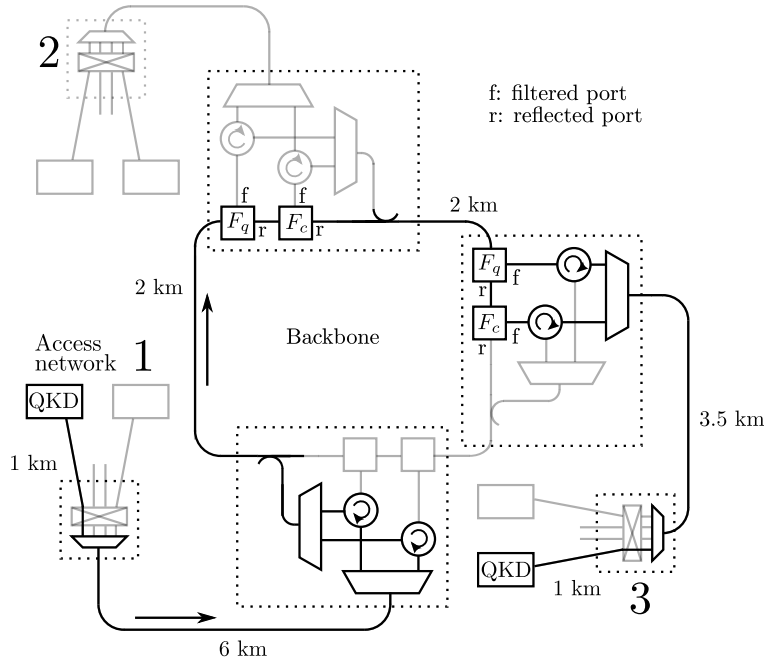 2
f: filtered port
r: reflected port
f
f
2 km
F_q
r
F_c
r
F_q
f
2 km
r
Backbone
F_c
f
Access
network
1
r
QKD
3.5 km
1 km
QKD
1 km
3
6 km